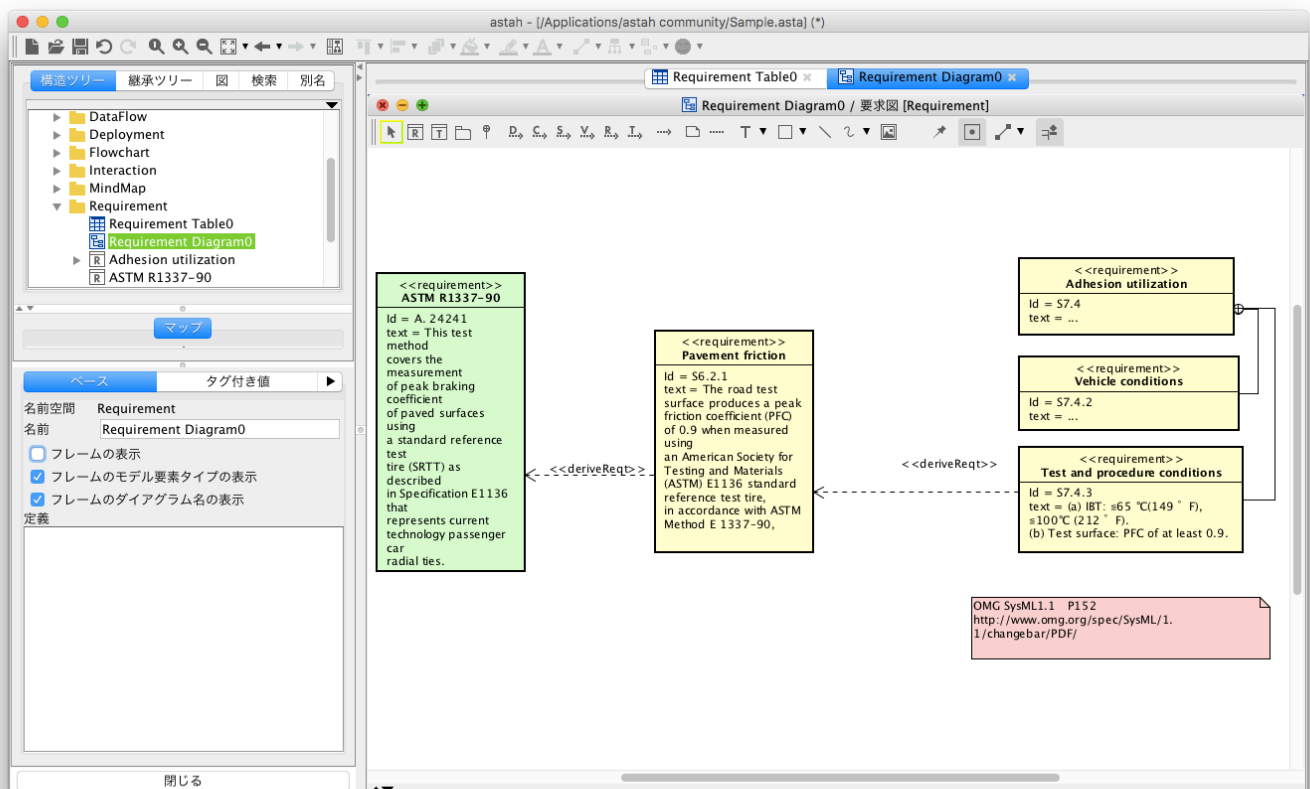 astah - [/Applications/astah community/Sample.asta] (*)
構造ツリー 継承ツリー 図 検索 別名
DataFlow
Deployment
Flowchart
Interaction
MindMap
Requirement
Requirement Table0
Requirement Diagram0
R Adhesion utilization
R ASTM R1337-90
マップ
ベース タグ付き値
名前空間 Requirement
名前 Requirement Diagram0
フレームの表示
フレームのモデル要素タイプの表示
フレームのダイアグラム名の表示
定義
閉じる
Requirement Table0 × Requirement Diagram0 ×
Requirement Diagram0 / 要求図 [Requirement]
R T D. C. S. V. R. T. T
<<requirement>>
ASTM R1337-90
Id = A. 24241
text = This test
method
covers the
measurement
of peak braking
coefficient
of paved surfaces
using
a standard reference
test
tire (SRTT) as
described
in Specification E1136
that
represents current
technology passenger
car
radial ties.
<<deriveReqt>>
<<requirement>>
Pavement friction
Id = S6.2.1
text = The road test
surface produces a peak
friction coefficient (PFC)
of 0.9 when measured
using
an American Society for
Testing and Materials
(ASTM) E1136 standard
reference test tire,
in accordance with ASTM
Method E 1337-90,
<<deriveReqt>>
<<requirement>>
Adhesion utilization
Id = S7.4
text = ...
<<requirement>>
Vehicle conditions
Id = S7.4.2
text = ...
<<requirement>>
Test and procedure conditions
Id = S7.4.3
text = (a) IBT: ≦65 ℃(149 ° F),
≦100℃ (212 ° F).
(b) Test surface: PFC of at least 0.9.
OMG SysML1.1 P152
http://www.omg.org/spec/SysML/1.
1/changebar/PDF/